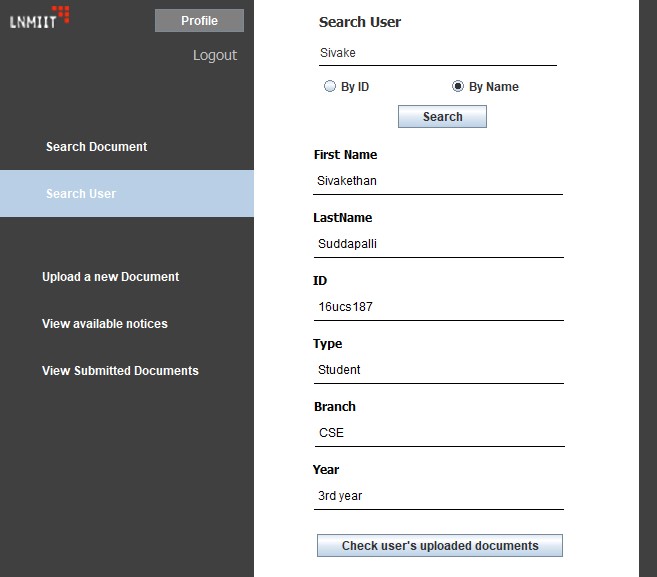 LNMIIT
Profile
Logout
Search Document
Search User
Upload a new Document
View available notices
View Submitted Documents
Search User
Sivake
By ID
By Name
Search
First Name
Sivakethan
LastName
Suddapalli
ID
16ucs187
Type
Student
Branch
CSE
Year
3rd year
Check user's uploaded documents